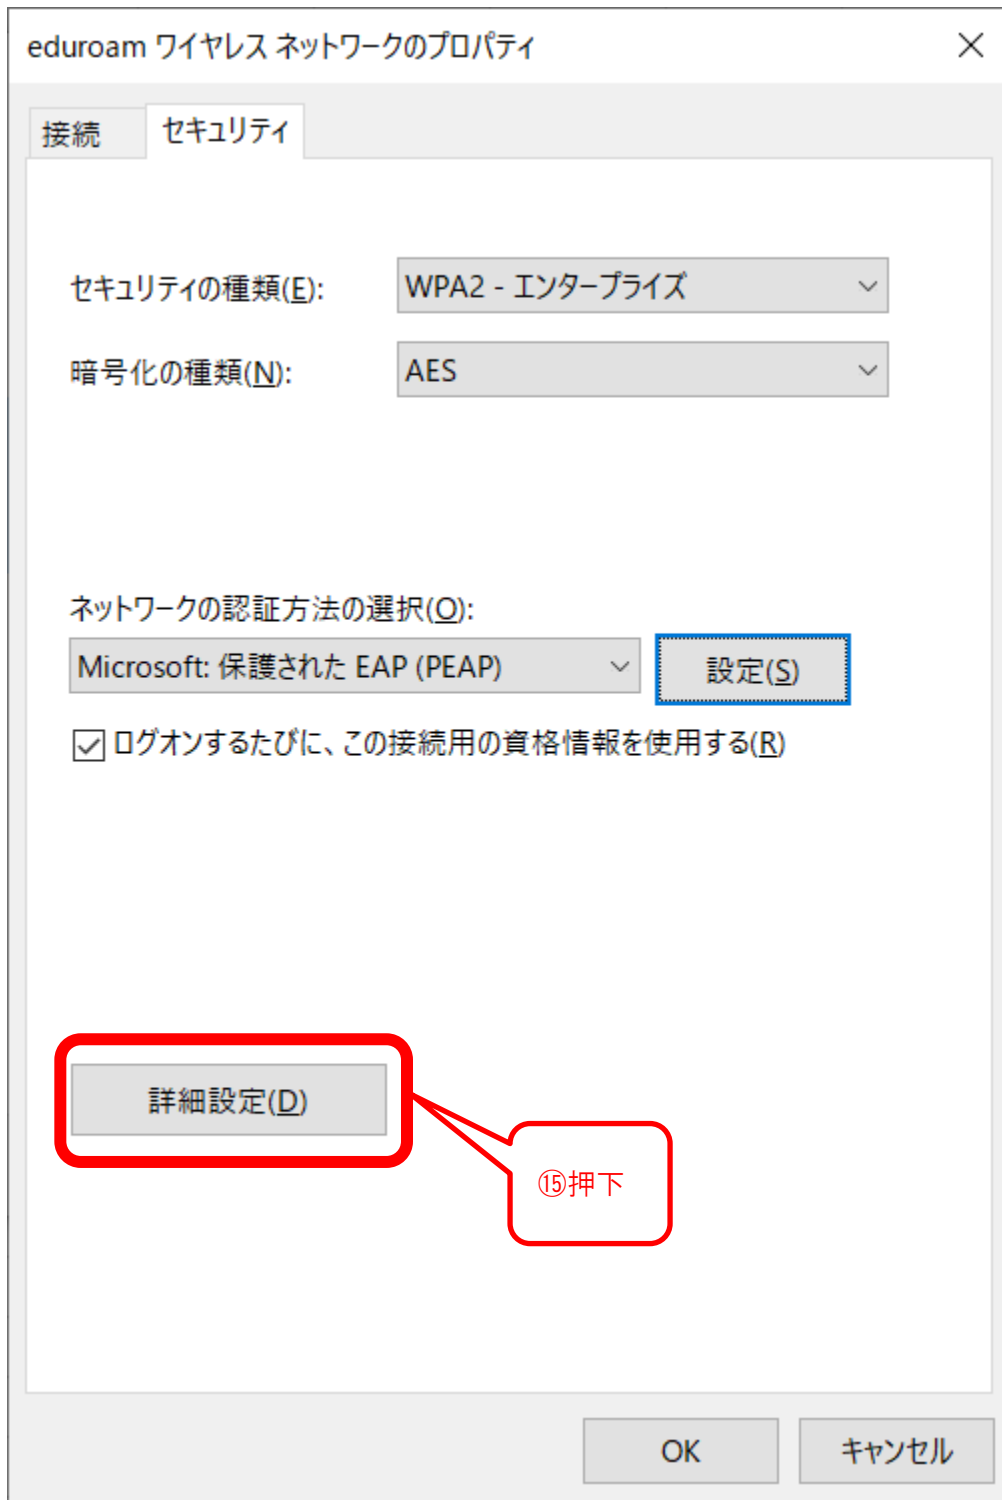 eduroam ワイヤレス ネットワークのプロパティ
接続 セキュリティ
セキュリティの種類(E): WPA2 - エンタープライズ
暗号化の種類(N): AES
ネットワークの認証方法の選択(O):
Microsoft: 保護された EAP (PEAP) 設定(S)
ログオンするたびに、この接続用の資格情報を使用する(R)
詳細設定(D)
⑮押下
OK キャンセル